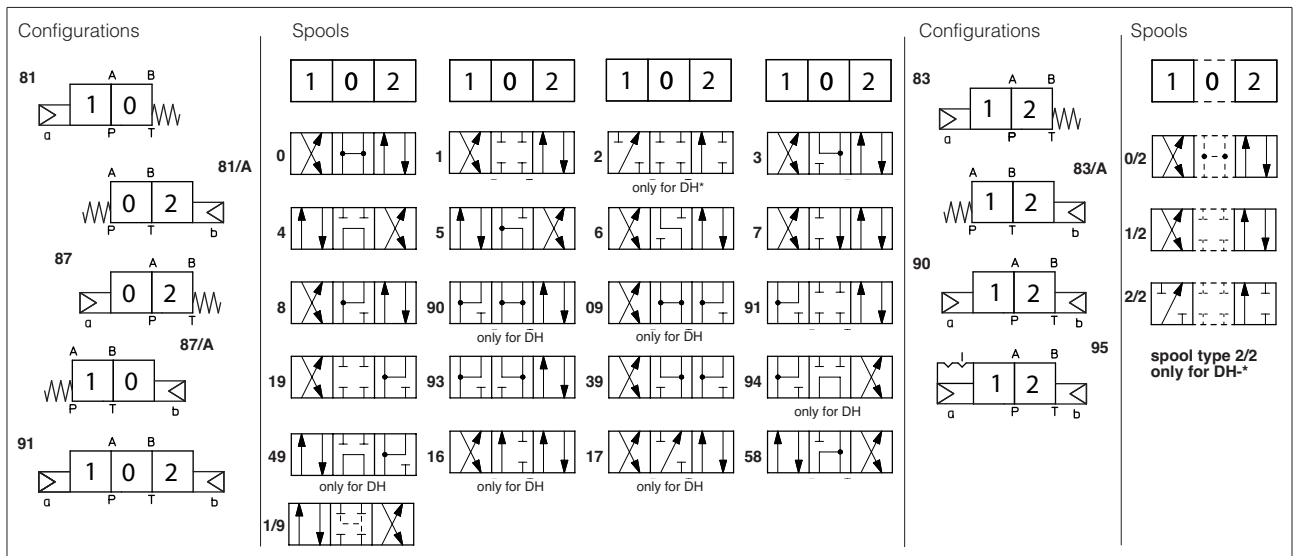 Configurations
Spools
Configurations
Spools
81
A B
1 0
a P T
81/A
A B
0 2
P T b
87
A B
0 2
a P T
87/A
A B
1 0
P T b
91
A B
1 0 2
a P T b
1 0 2
1 0 2
1 0 2
1 0 2
0
1
2
3
only for DH*
4
5
6
7
8
90
09
91
only for DH
only for DH
19
93
39
94
only for DH
49
16
17
58
only for DH
only for DH
only for DH
1/9
83
A B
1 2
a P T
83/A
A B
1 2
P T b
90
A B
1 2
a P T b
95
A B
1 2
a P T b
1 0 2
0/2
1/2
2/2
spool type 2/2
only for DH-*